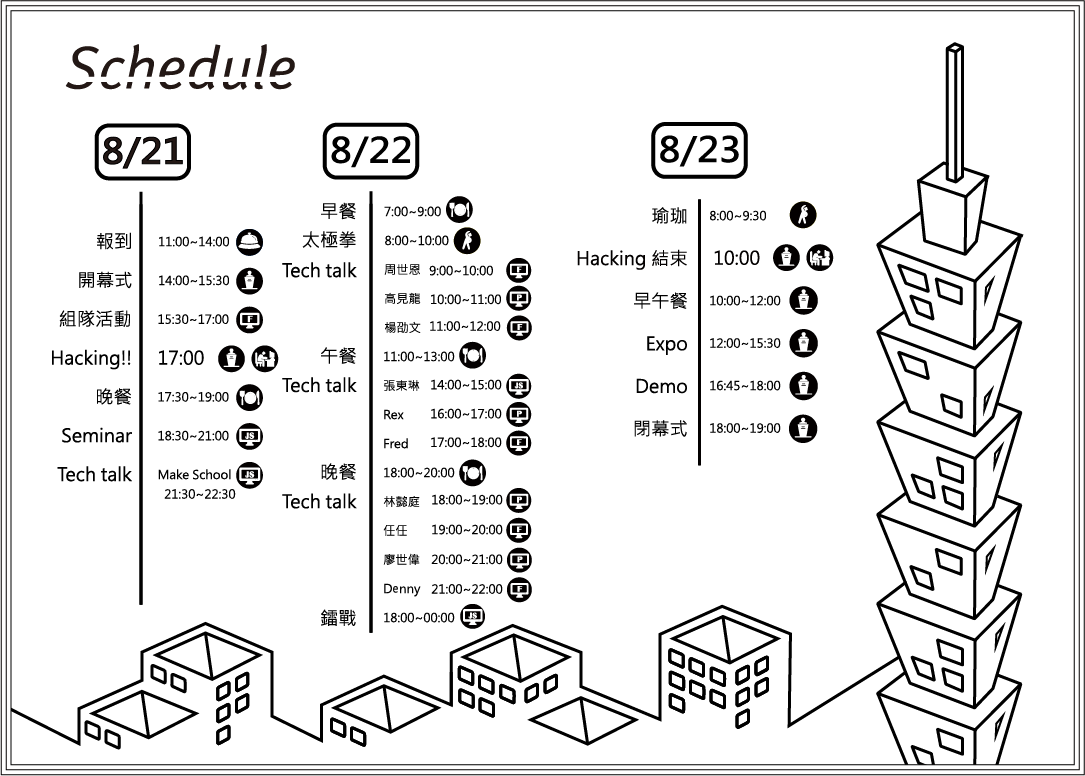 Schedule
8/21
報到 11:00~14:00
開幕式 14:00~15:30
組隊活動 15:30~17:00 F
Hacking!! 17:00
晚餐 17:30~19:00
Seminar 18:30~21:00 JS
Tech talk Make School JS
21:30~22:30
8/22
早餐 7:00~9:00
太極拳 8:00~10:00
Tech talk 周世恩 9:00~10:00 F
高見龍 10:00~11:00 P
楊劭文 11:00~12:00 F
午餐 11:00~13:00
Tech talk 張東琳 14:00~15:00 JS
Rex 16:00~17:00 P
Fred 17:00~18:00 F
晚餐 18:00~20:00
Tech talk 林懿庭 18:00~19:00 P
任任 19:00~20:00 F
廖世偉 20:00~21:00 P
Denny 21:00~22:00 F
鐳戰 18:00~00:00 JS
8/23
瑜珈 8:00~9:30
Hacking 結束 10:00
早午餐 10:00~12:00
Expo 12:00~15:30
Demo 16:45~18:00
閉幕式 18:00~19:00